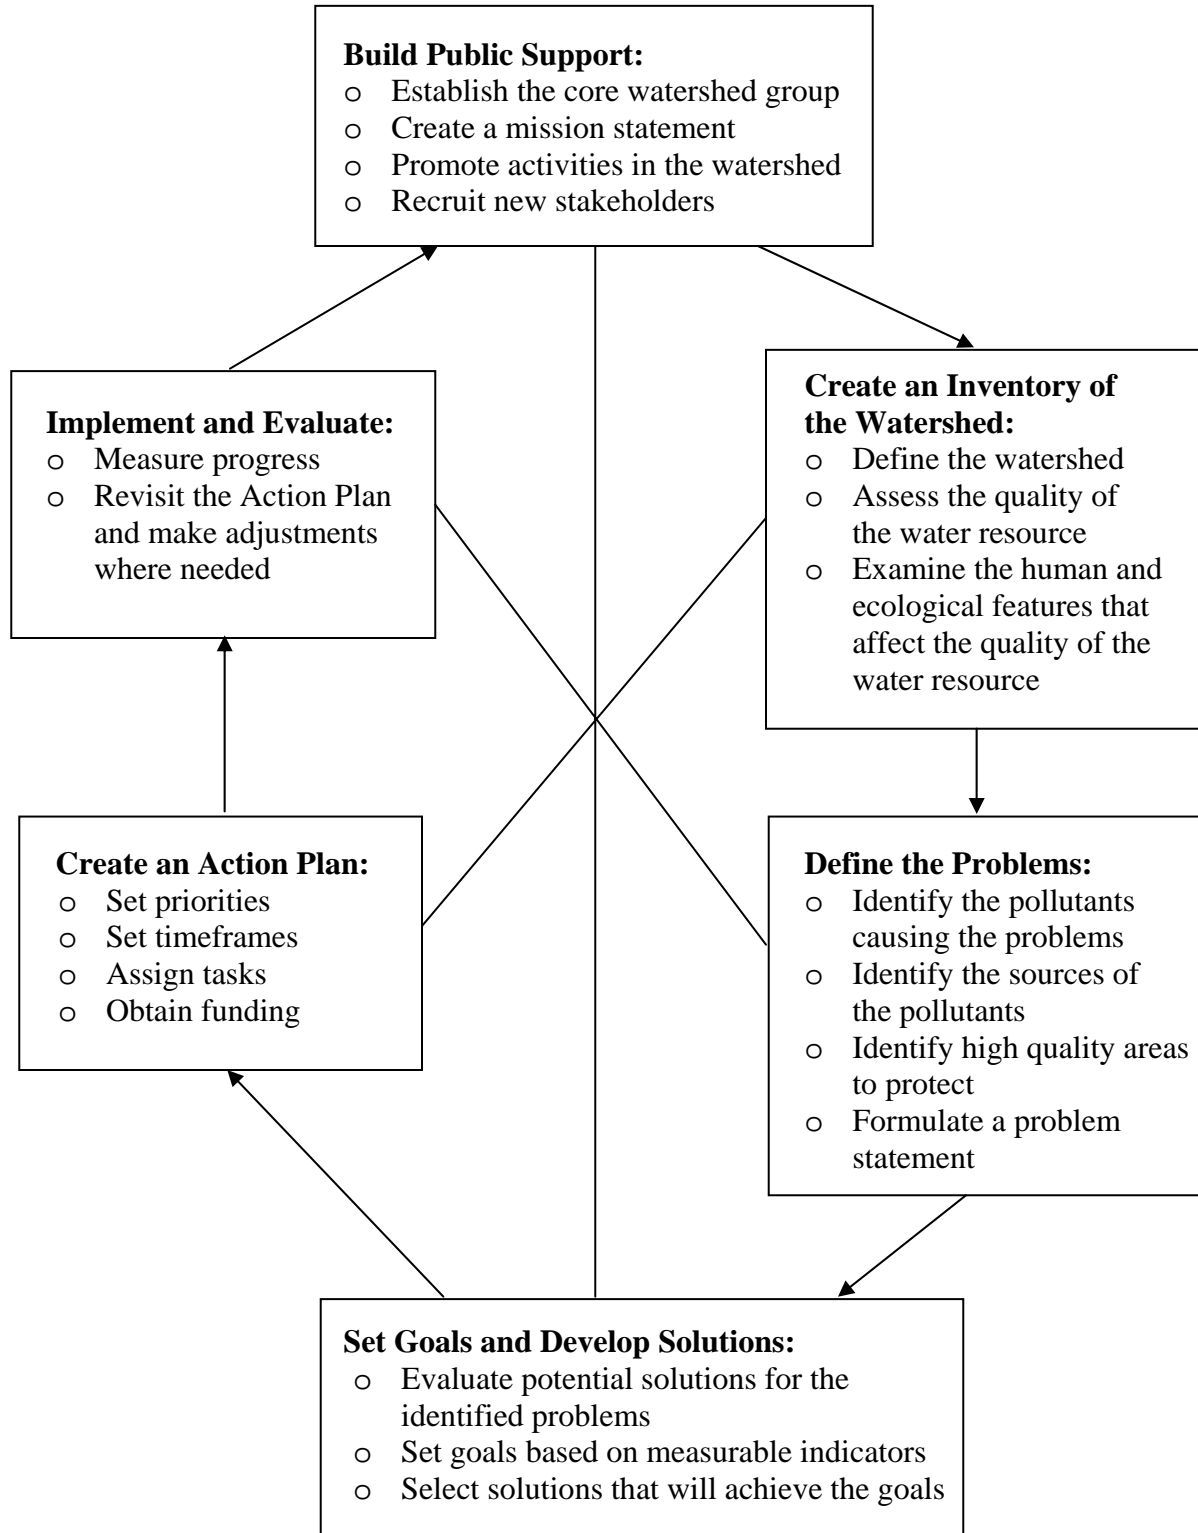 Build Public Support:
o Establish the core watershed group
o Create a mission statement
o Promote activities in the watershed
o Recruit new stakeholders
Create an Inventory of
the Watershed:
o Define the watershed
o Assess the quality of
the water resource
o Examine the human and
ecological features that
affect the quality of the
water resource
Define the Problems:
o Identify the pollutants
causing the problems
o Identify the sources of
the pollutants
o Identify high quality areas
to protect
o Formulate a problem
statement
Set Goals and Develop Solutions:
o Evaluate potential solutions for the
identified problems
o Set goals based on measurable indicators
o Select solutions that will achieve the goals
Create an Action Plan:
o Set priorities
o Set timeframes
o Assign tasks
o Obtain funding
Implement and Evaluate:
o Measure progress
o Revisit the Action Plan
and make adjustments
where needed